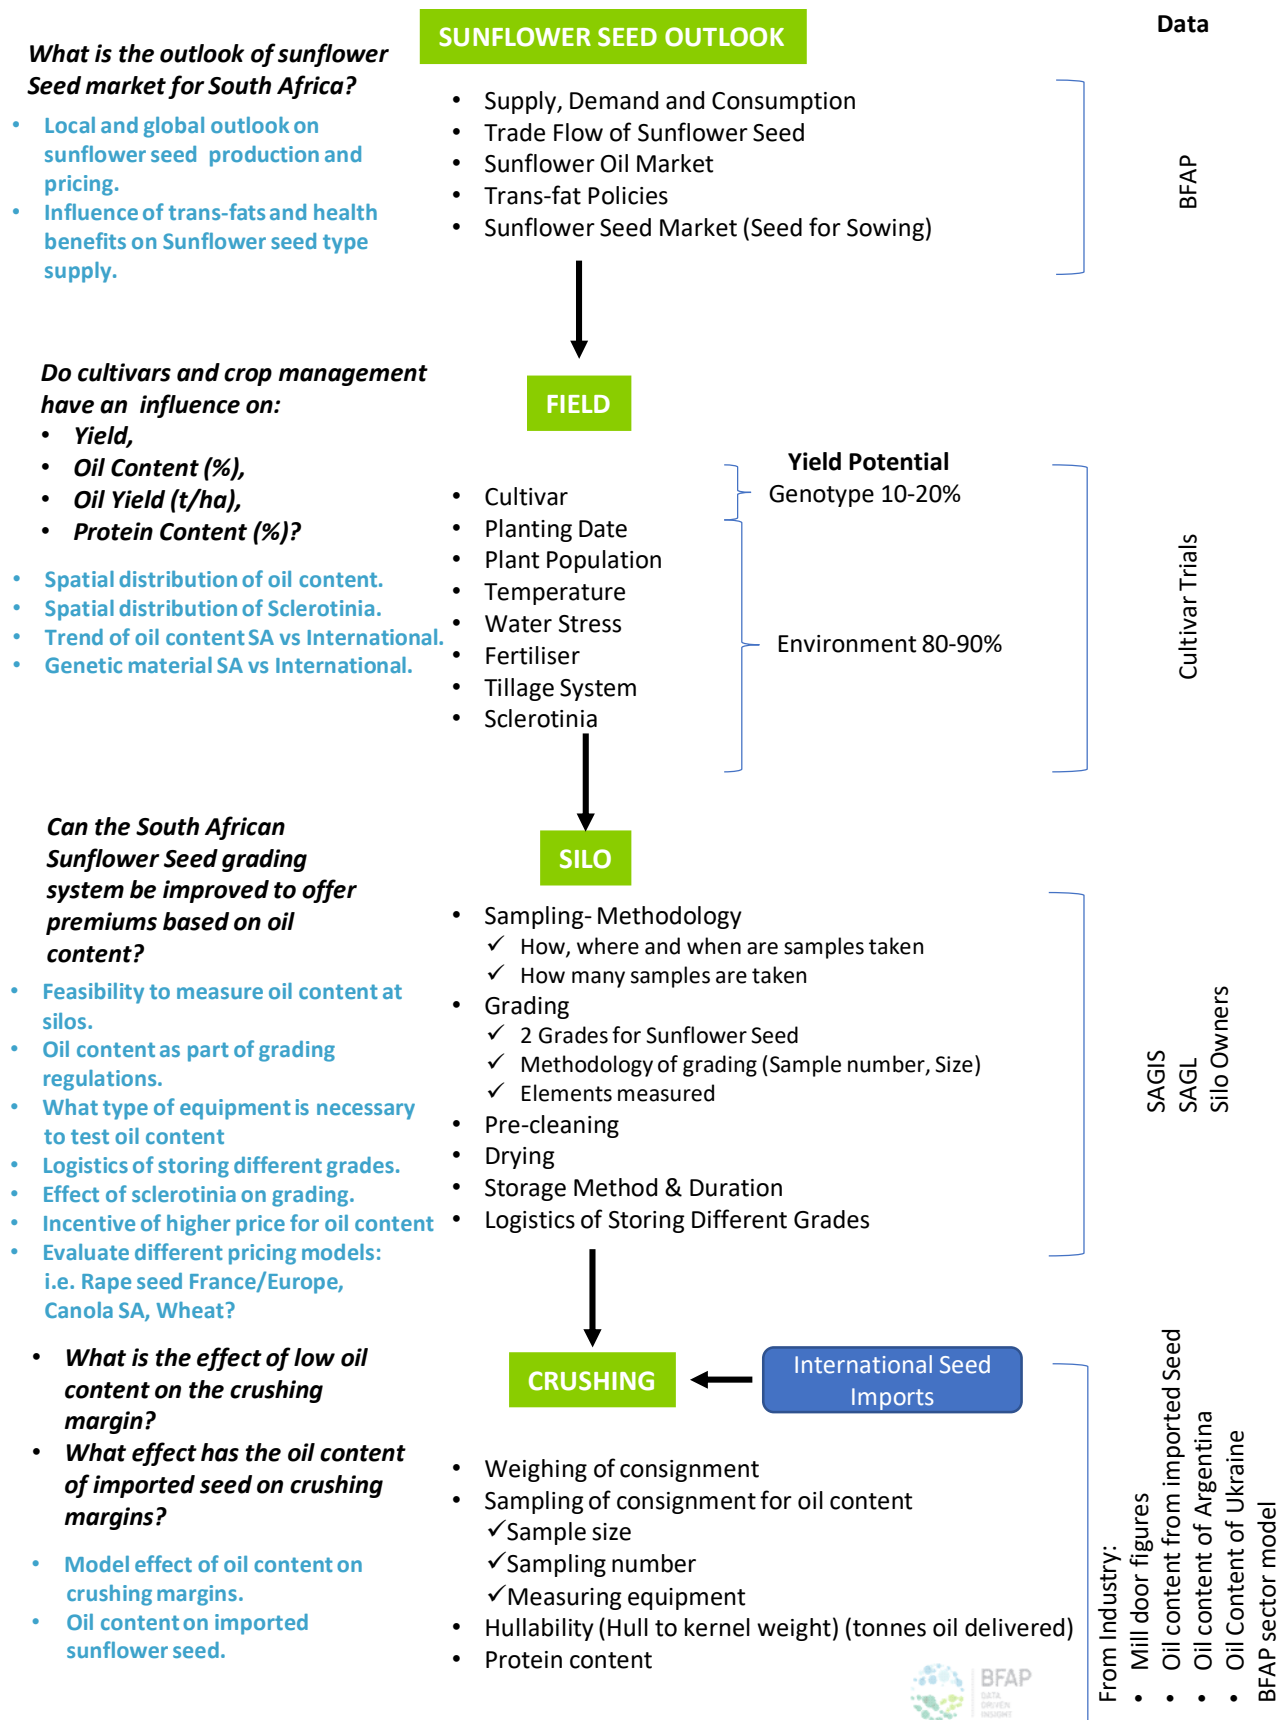 SUNFLOWER SEED OUTLOOK
Data
What is the outlook of sunflower
Seed market for South Africa?
• Local and global outlook on
sunflower seed production and
pricing.
• Influence of trans-fats and health
benefits on Sunflower seed type
supply.
• Supply, Demand and Consumption
• Trade Flow of Sunflower Seed
• Sunflower Oil Market
• Trans-fat Policies
• Sunflower Seed Market (Seed for Sowing)
BFAP
Do cultivars and crop management
have an influence on:
• Yield,
• Oil Content (%),
• Oil Yield (t/ha),
• Protein Content (%)?
• Spatial distribution of oil content.
• Spatial distribution of Sclerotinia.
• Trend of oil content SA vs International.
• Genetic material SA vs International.
FIELD
• Cultivar
• Planting Date
• Plant Population
• Temperature
• Water Stress
• Fertiliser
• Tillage System
• Sclerotinia
Yield Potential
Genotype 10-20%
Environment 80-90%
Cultivar Trials
Can the South African
Sunflower Seed grading
system be improved to offer
premiums based on oil
content?
• Feasibility to measure oil content at
silos.
• Oil content as part of grading
regulations.
• What type of equipment is necessary
to test oil content
• Logistics of storing different grades.
• Effect of sclerotinia on grading.
• Incentive of higher price for oil content
• Evaluate different pricing models:
i.e. Rape seed France/Europe,
Canola SA, Wheat?
SILO
• Sampling- Methodology
✓ How, where and when are samples taken
✓ How many samples are taken
• Grading
✓ 2 Grades for Sunflower Seed
✓ Methodology of grading (Sample number, Size)
✓ Elements measured
• Pre-cleaning
• Drying
• Storage Method & Duration
• Logistics of Storing Different Grades
SAGIS
SAGL
Silo Owners
• What is the effect of low oil
content on the crushing
margin?
• What effect has the oil content
of imported seed on crushing
margins?
• Model effect of oil content on
crushing margins.
• Oil content on imported
sunflower seed.
CRUSHING
International Seed
Imports
• Weighing of consignment
• Sampling of consignment for oil content
✓Sample size
✓Sampling number
✓Measuring equipment
• Hullability (Hull to kernel weight) (tonnes oil delivered)
• Protein content
From Industry:
• Mill door figures
• Oil content from imported Seed
• Oil content of Argentina
• Oil Content of Ukraine
BFAP sector model
BFAP
DATA
DRIVEN
INSIGHT